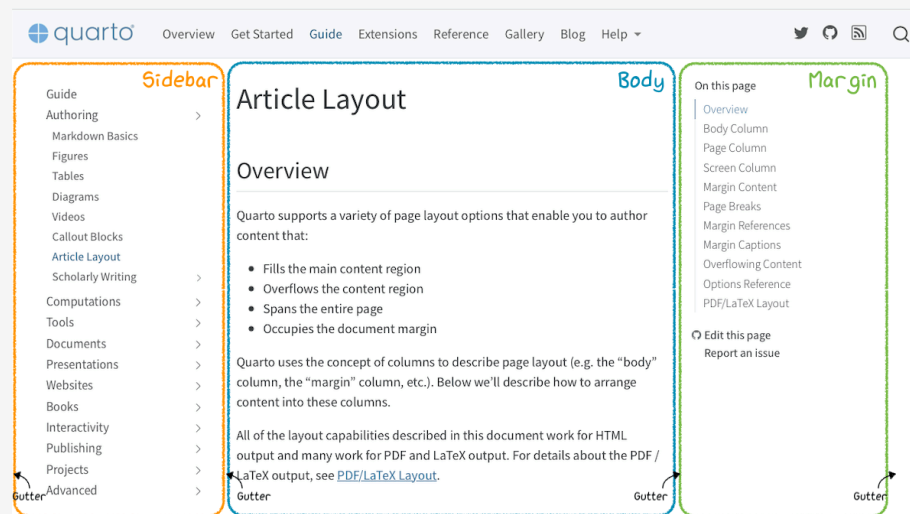 quarto
Overview Get Started Guide Extensions Reference Gallery Blog Help
Sidebar
Guide
Authoring
Markdown Basics
Figures
Tables
Diagrams
Videos
Callout Blocks
Article Layout
Scholarly Writing
Computations
Tools
Documents
Presentations
Websites
Books
Interactivity
Publishing
Projects
Advanced
Gutter
Body
Article Layout
Overview
Quarto supports a variety of page layout options that enable you to author
content that:
Fills the main content region
Overflows the content region
Spans the entire page
Occupies the document margin
Quarto uses the concept of columns to describe page layout (e.g. the “body”
column, the “margin” column, etc.). Below we’ll describe how to arrange
content into these columns.
All of the layout capabilities described in this document work for HTML
output and many work for PDF and LaTeX output. For details about the PDF /
LaTeX output, see PDF/LaTeX Layout.
Gutter
Gutter
Margin
On this page
Overview
Body Column
Page Column
Screen Column
Margin Content
Page Breaks
Margin References
Margin Captions
Overflowing Content
Options Reference
PDF/LaTeX Layout
Edit this page
Report an issue
Gutter